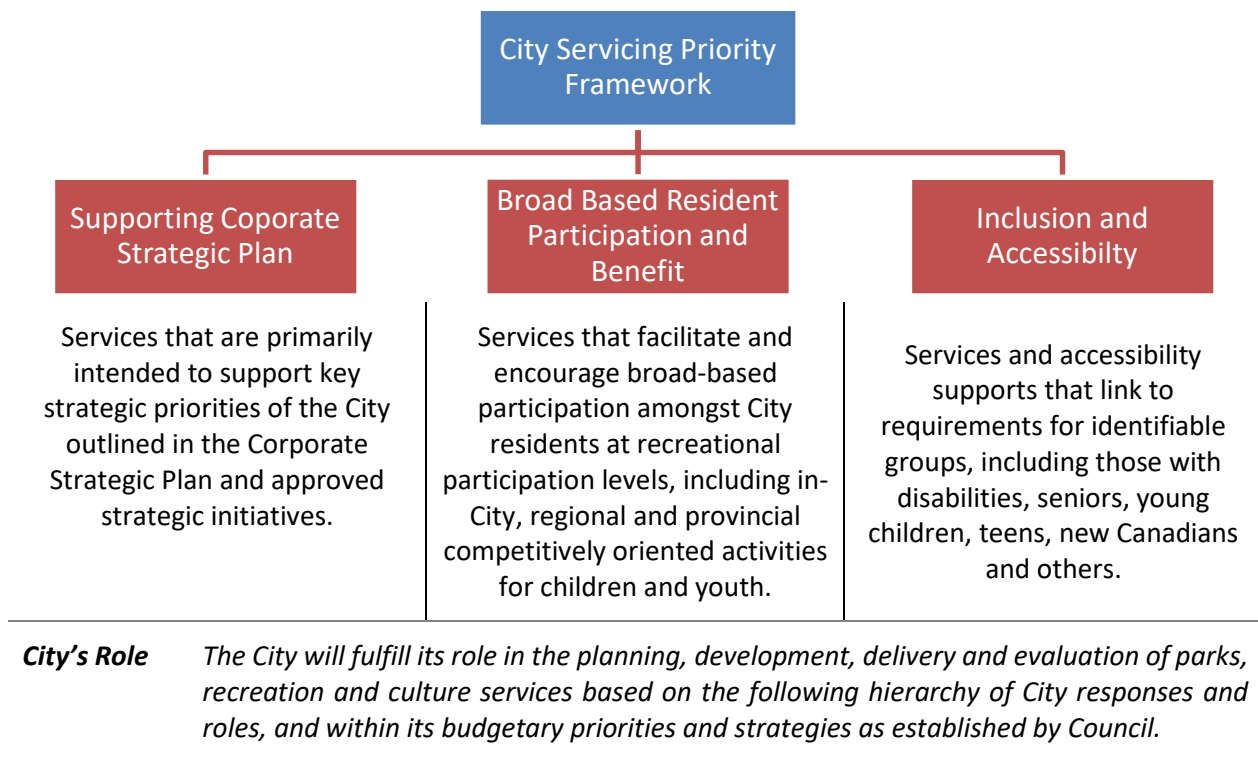 City Servicing Priority
Framework
Supporting Coporate
Strategic Plan
Broad Based Resident
Participation and
Benefit
Inclusion and
Accessibilty
Services that are primarily
intended to support key
strategic priorities of the City
outlined in the Corporate
Strategic Plan and approved
strategic initiatives.
Services that facilitate and
encourage broad-based
participation amongst City
residents at recreational
participation levels, including in-
City, regional and provincial
competitively oriented activities
for children and youth.
Services and accessibility
supports that link to
requirements for identifiable
groups, including those with
disabilities, seniors, young
children, teens, new Canadians
and others.
City’s Role The City will fulfill its role in the planning, development, delivery and evaluation of parks,
recreation and culture services based on the following hierarchy of City responses and
roles, and within its budgetary priorities and strategies as established by Council.